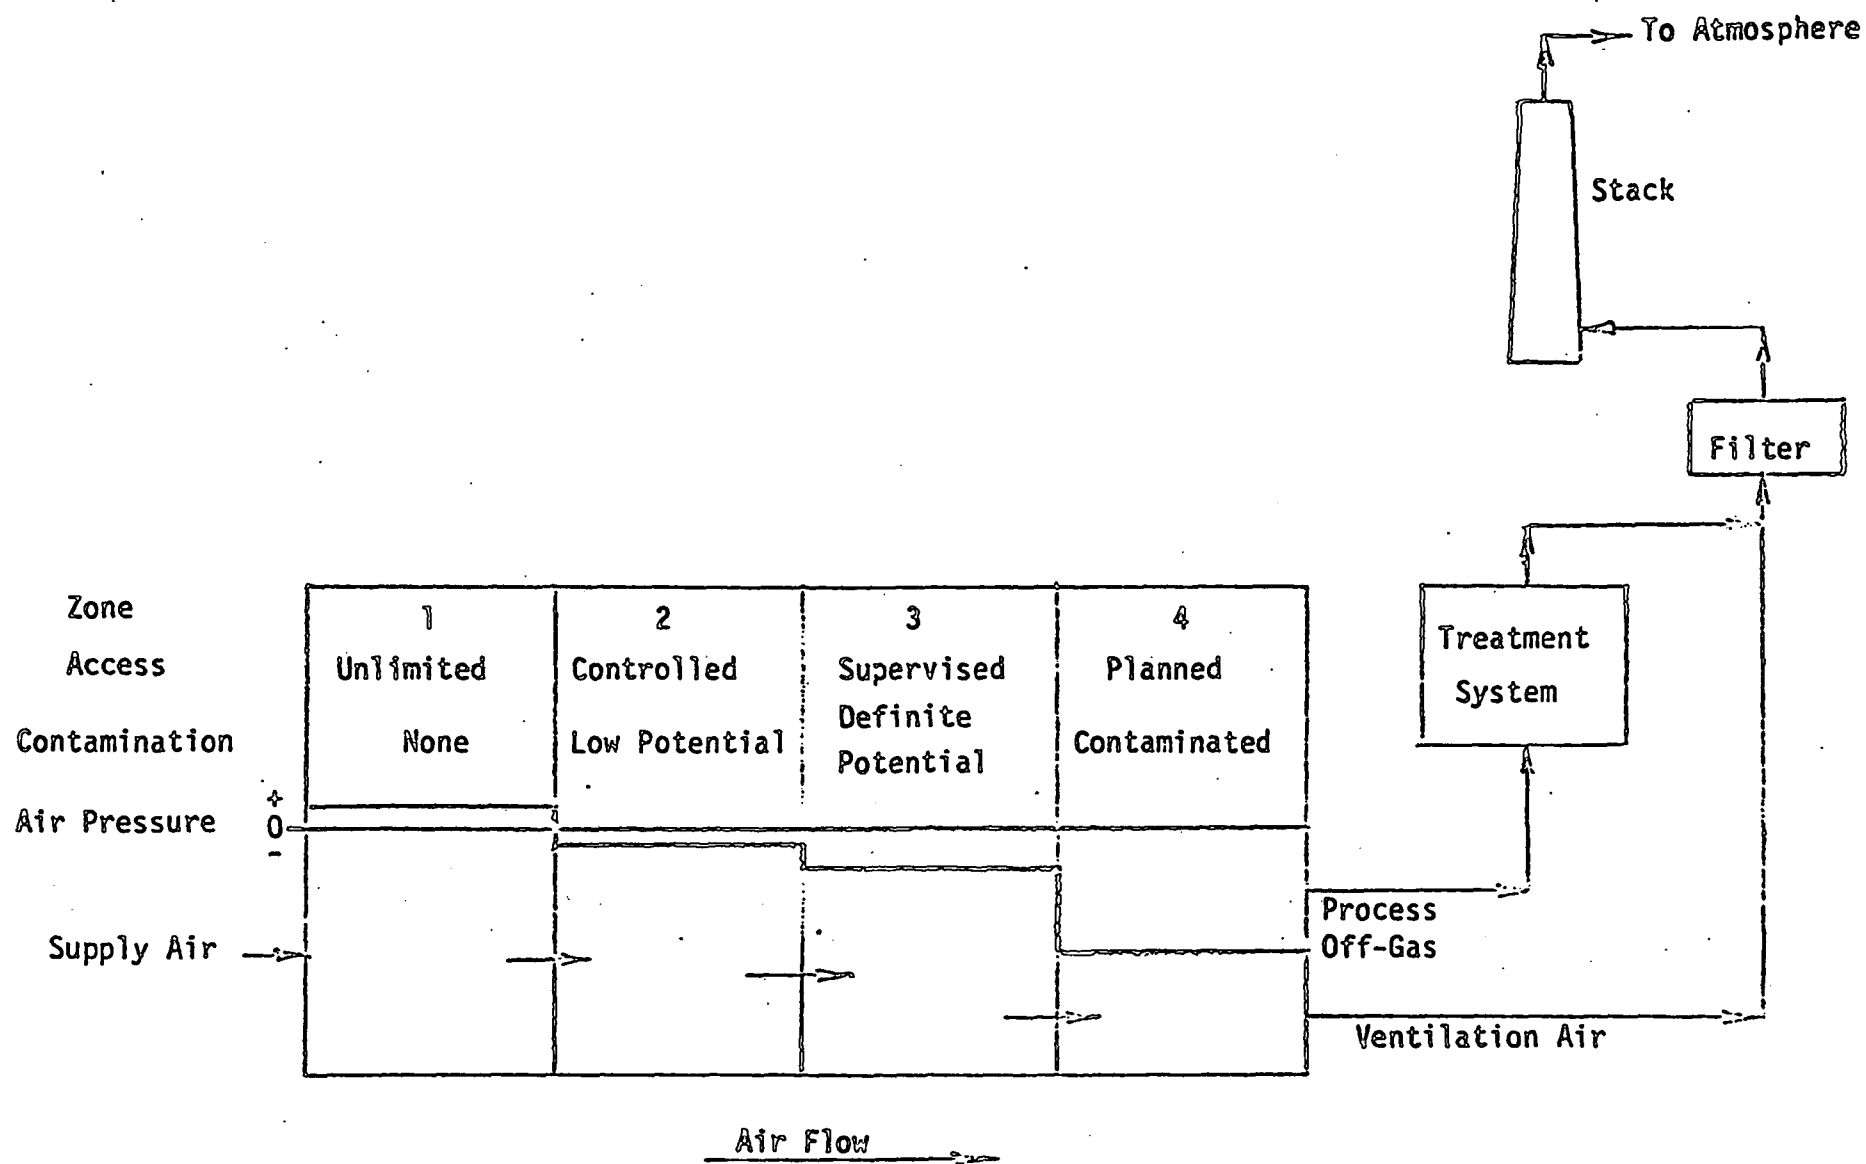 To Atmosphere
Stack
Filter
Treatment
System
Zone 1 2 3 4
Access Unlimited Controlled Supervised Planned
Contamination None Low Potential Definite Potential Contaminated
+
Air Pressure 0
-
Process
Off-Gas
Supply Air
Ventilation Air
Air Flow